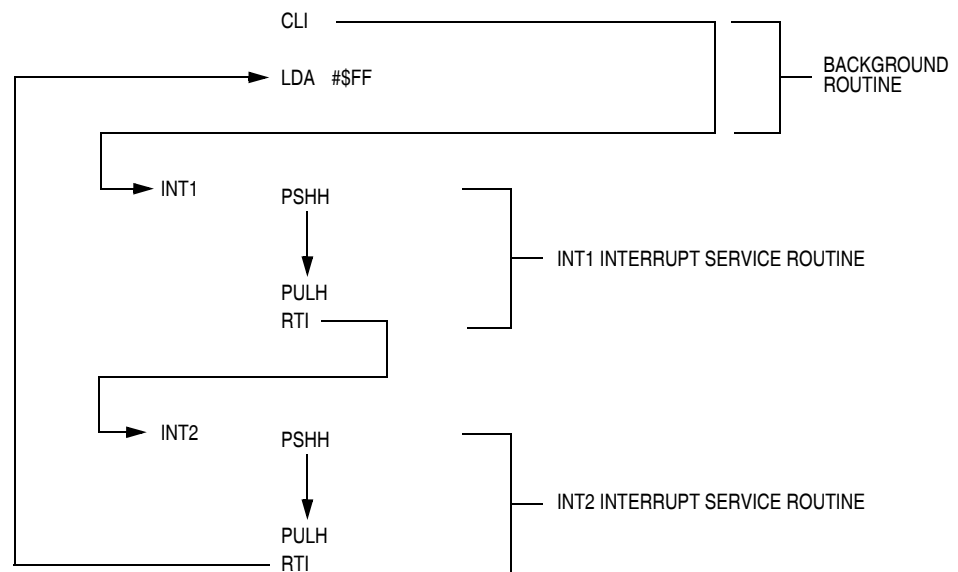 CLI
LDA #$FF
BACKGROUND
ROUTINE
INT1
PSHH
INT1 INTERRUPT SERVICE ROUTINE
PULH
RTI
INT2
PSHH
INT2 INTERRUPT SERVICE ROUTINE
PULH
RTI